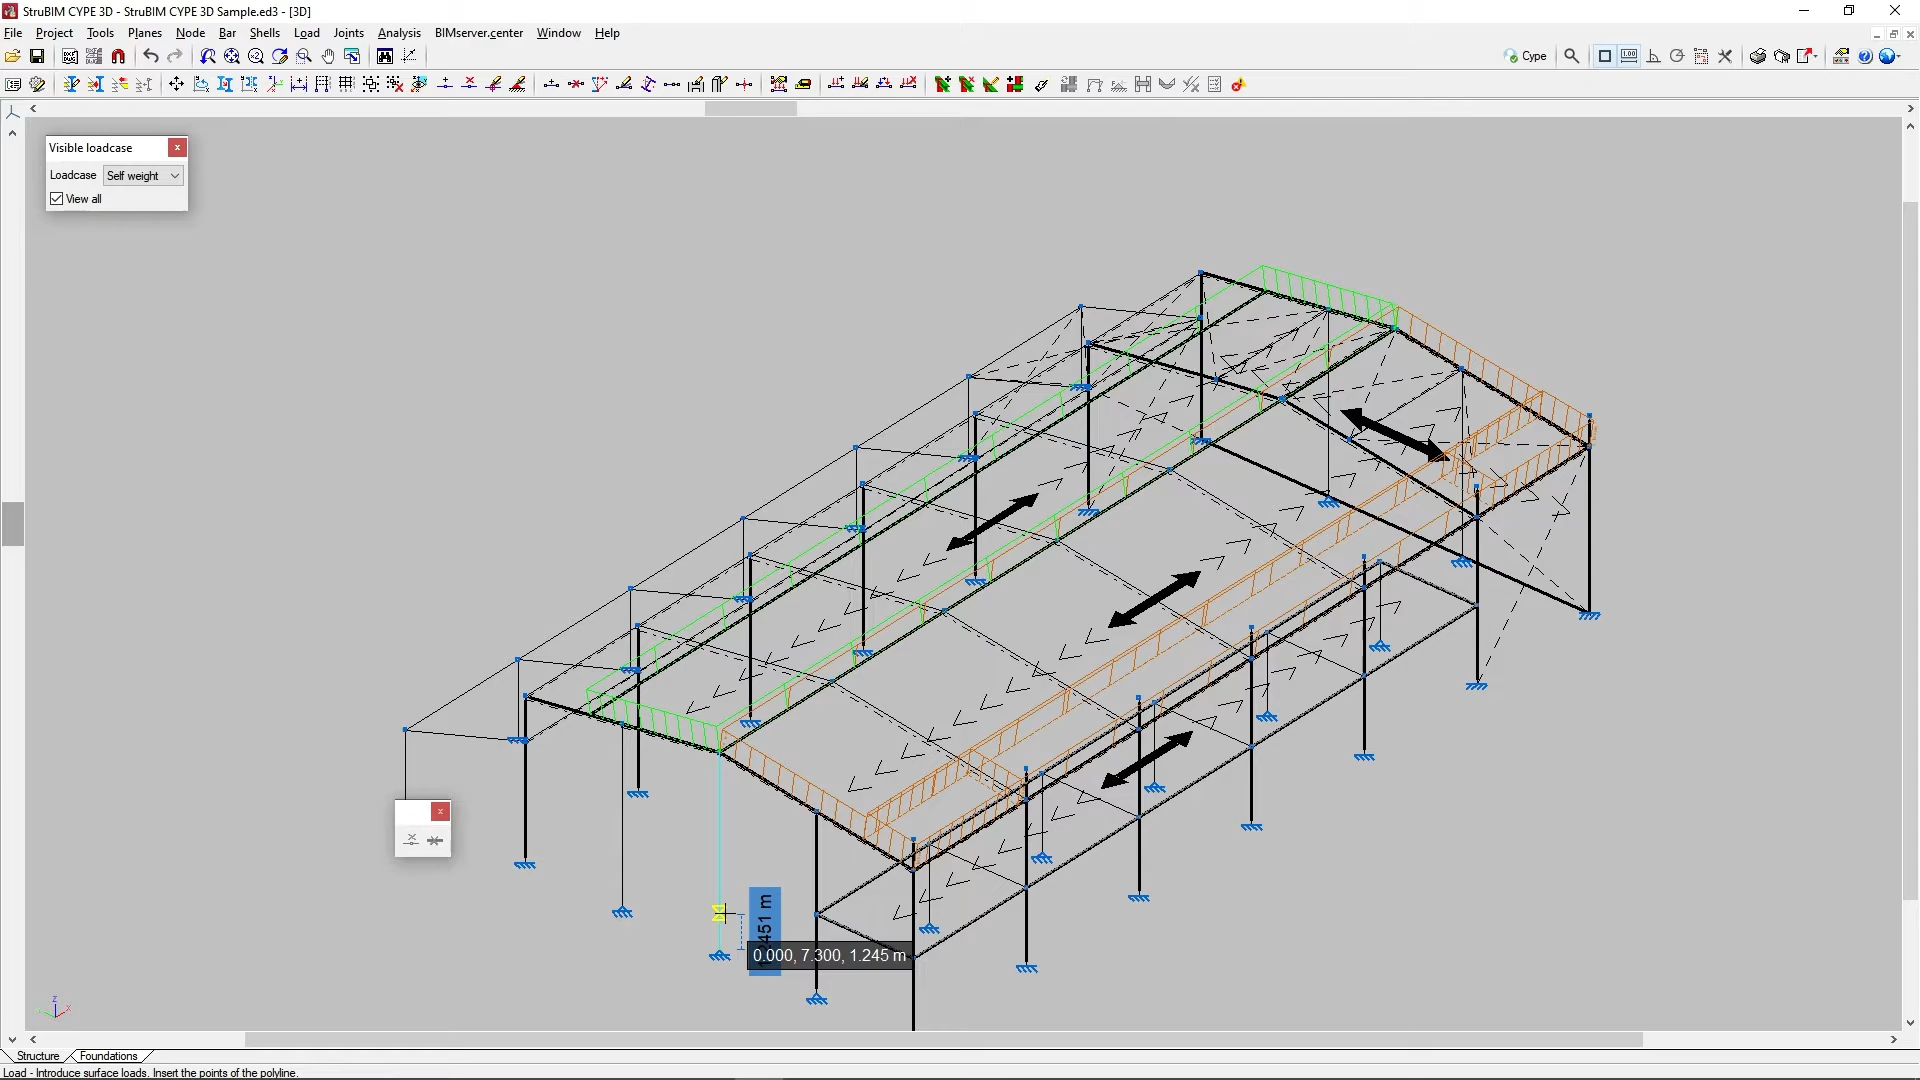 StruBIM CYPE 3D - StruBIM CYPE 3D Sample.ed3 - [3D]
File Project Tools Planes Node Bar Shells Load Joints Analysis BIMserver.center Window Help
Cype
Visible loadcase
Loadcase Self weight
View all
0.000, 7.300, 1.245 m
Structure Foundations
Load - Introduce surface loads. Insert the points of the polyline.